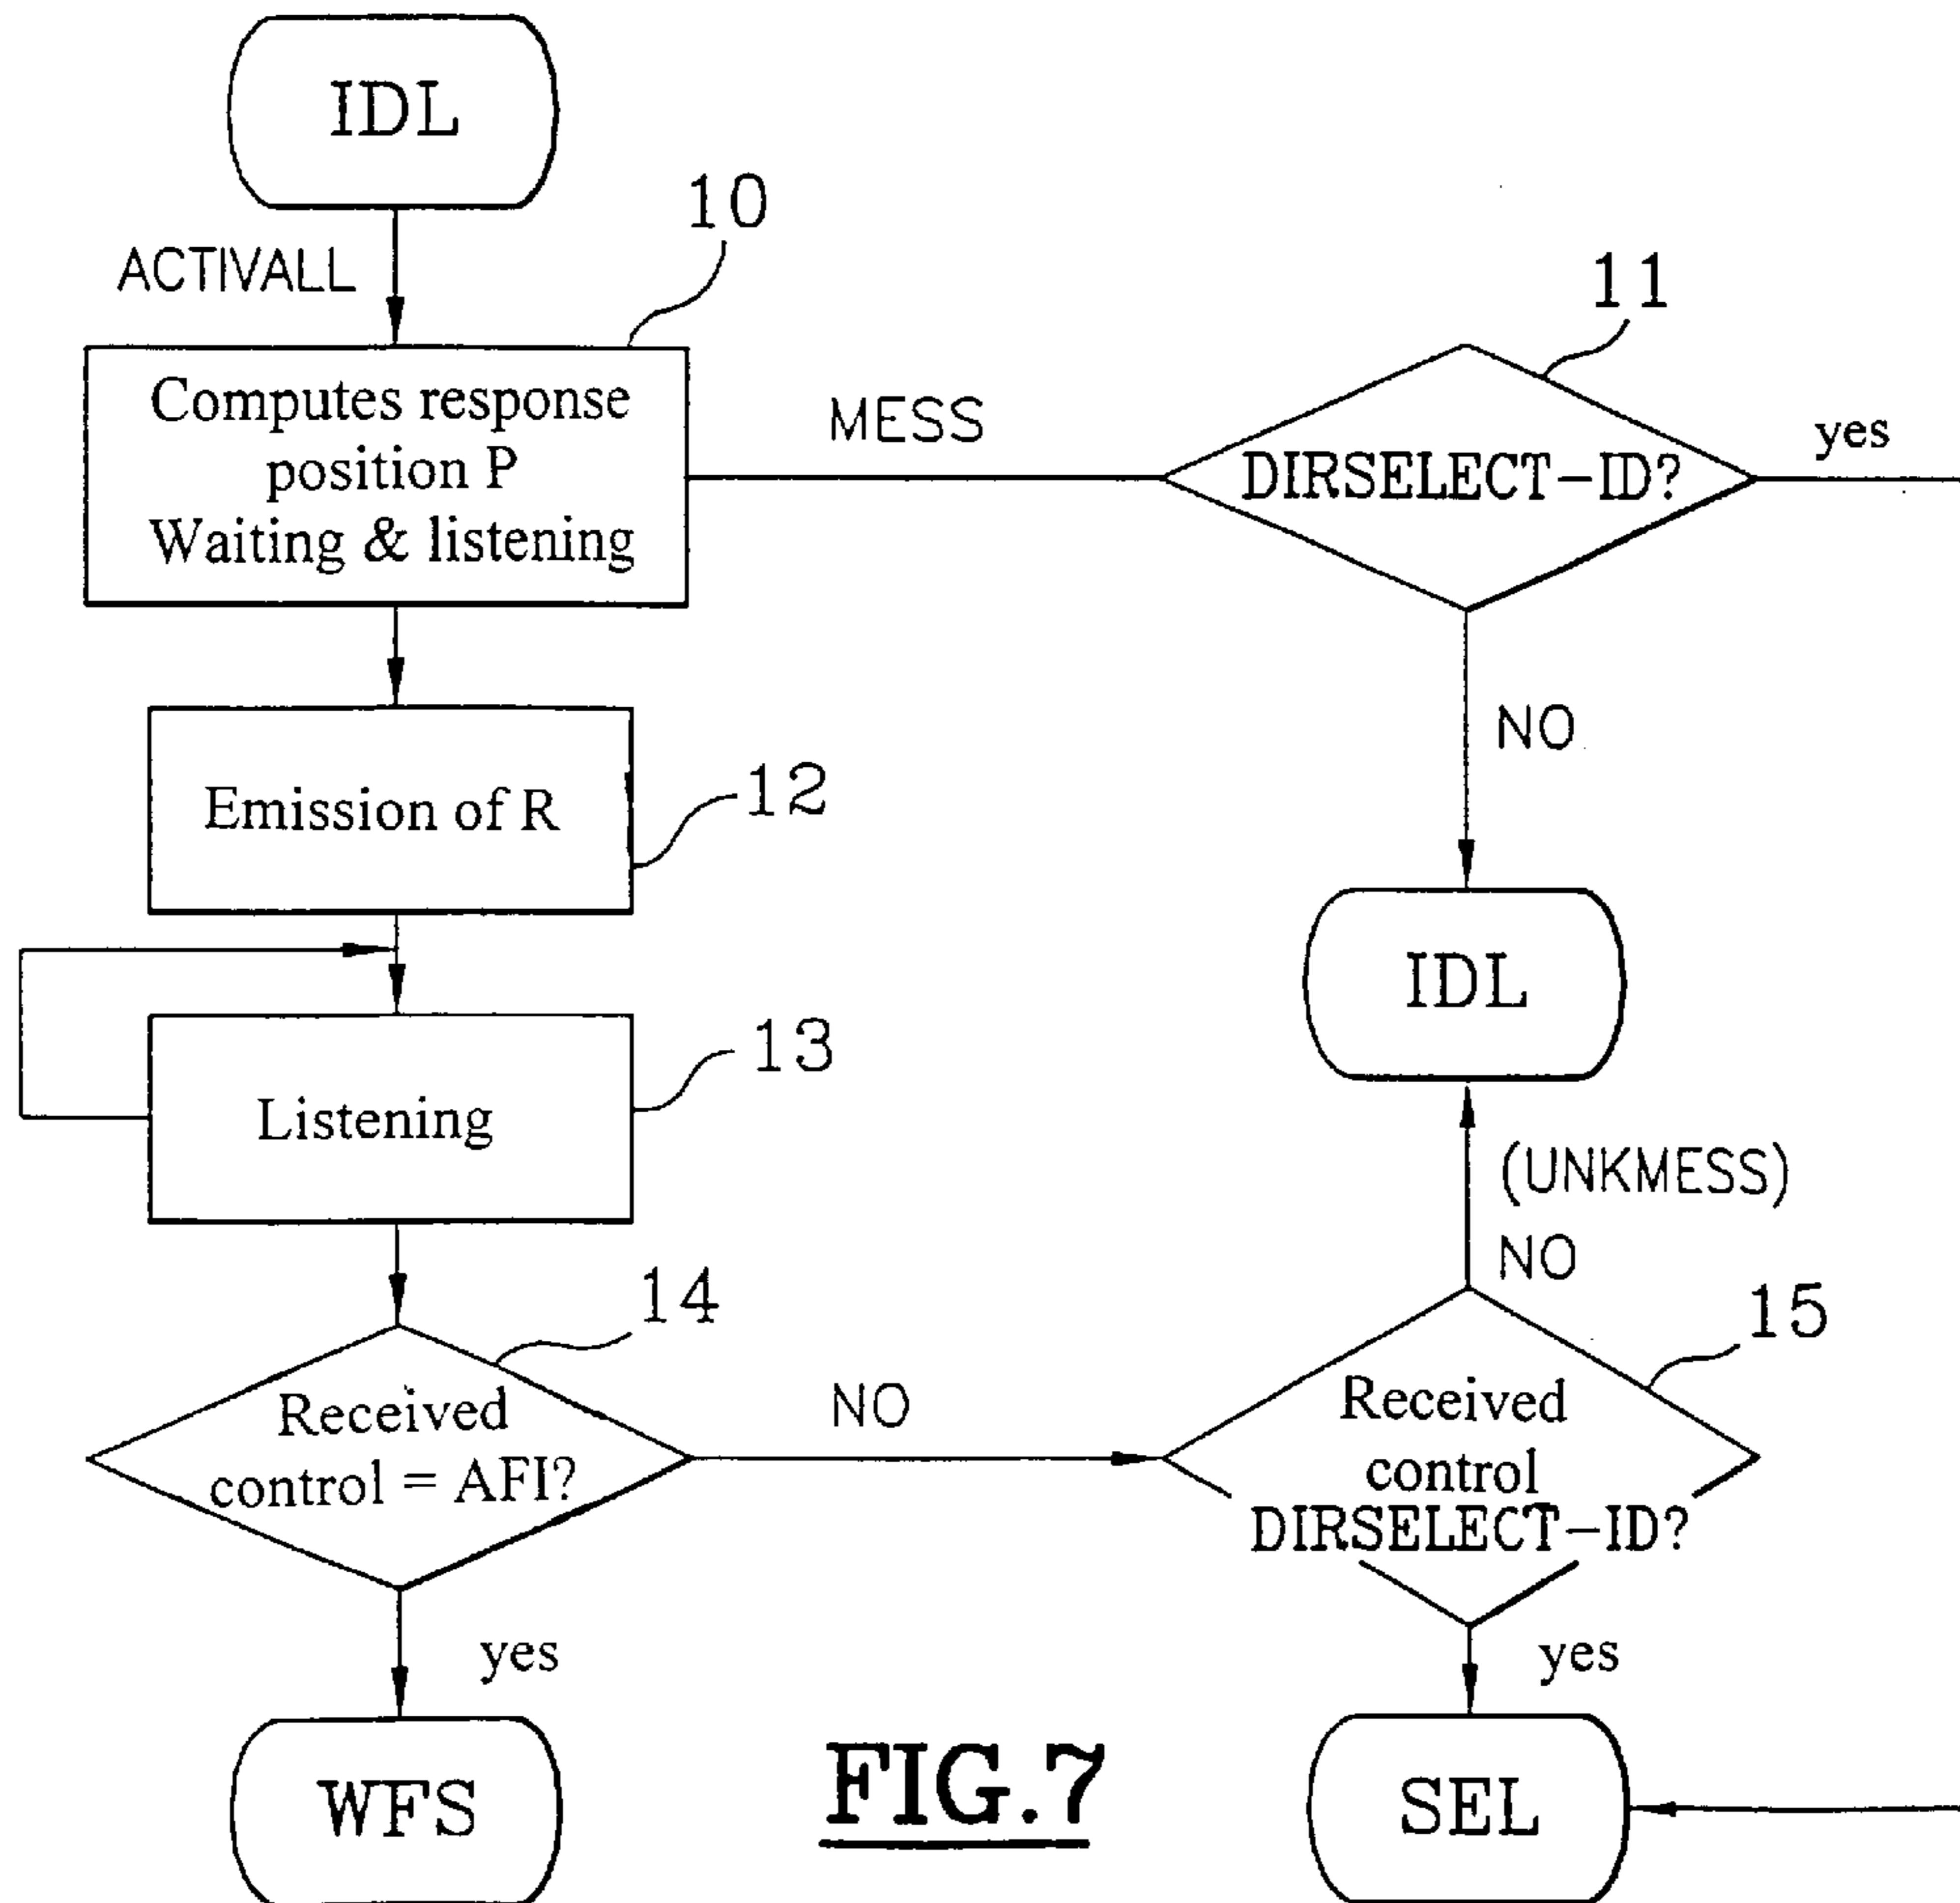 IDL
ACTIVALL
10
Computes response
position P
Waiting & listening
MESS
11
DIRSELECT-ID?
yes
NO
Emission of R
12
IDL
Listening
13
(UNKMESS)
NO
14
Received
control = AFI?
NO
15
Received
control
DIRSELECT-ID?
yes
yes
WFS
FIG.7
SEL